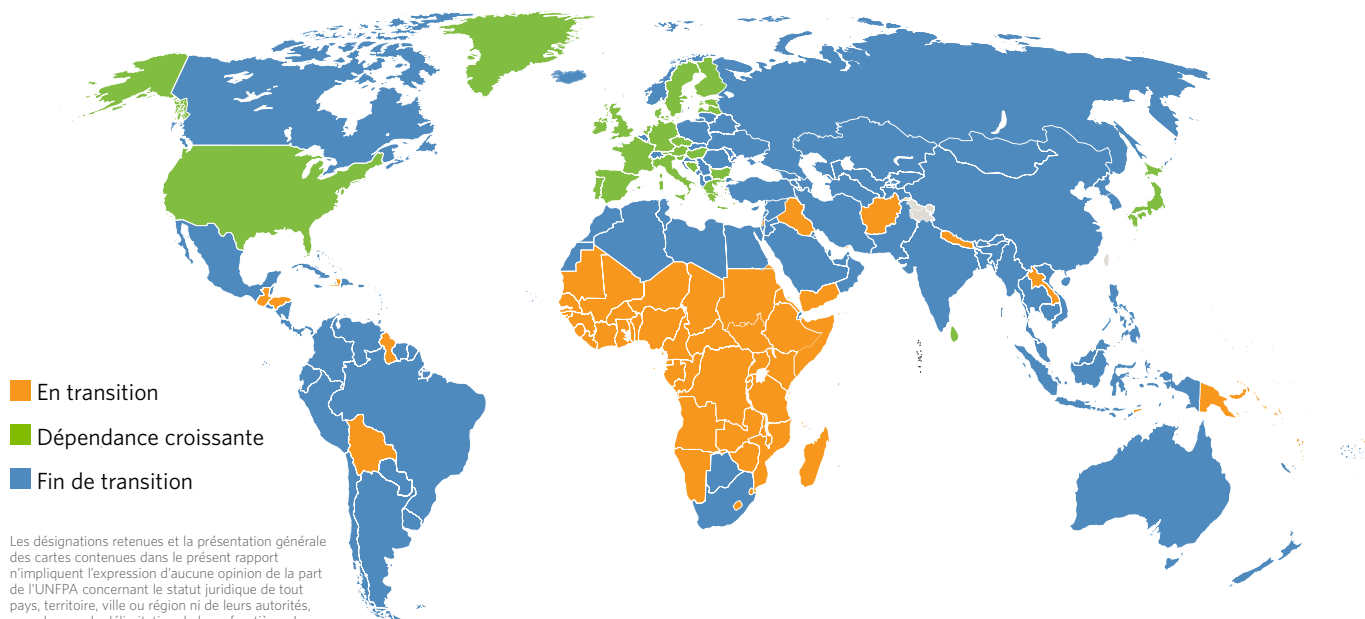 En transition
Dépendance croissante
Fin de transition
Les désignations retenues et la présentation générale
des cartes contenues dans le présent rapport
n’impliquent l’expression d’aucune opinion de la part
de l’UNFPA concernant le statut juridique de tout
pays, territoire, ville ou région ni de leurs autorités,